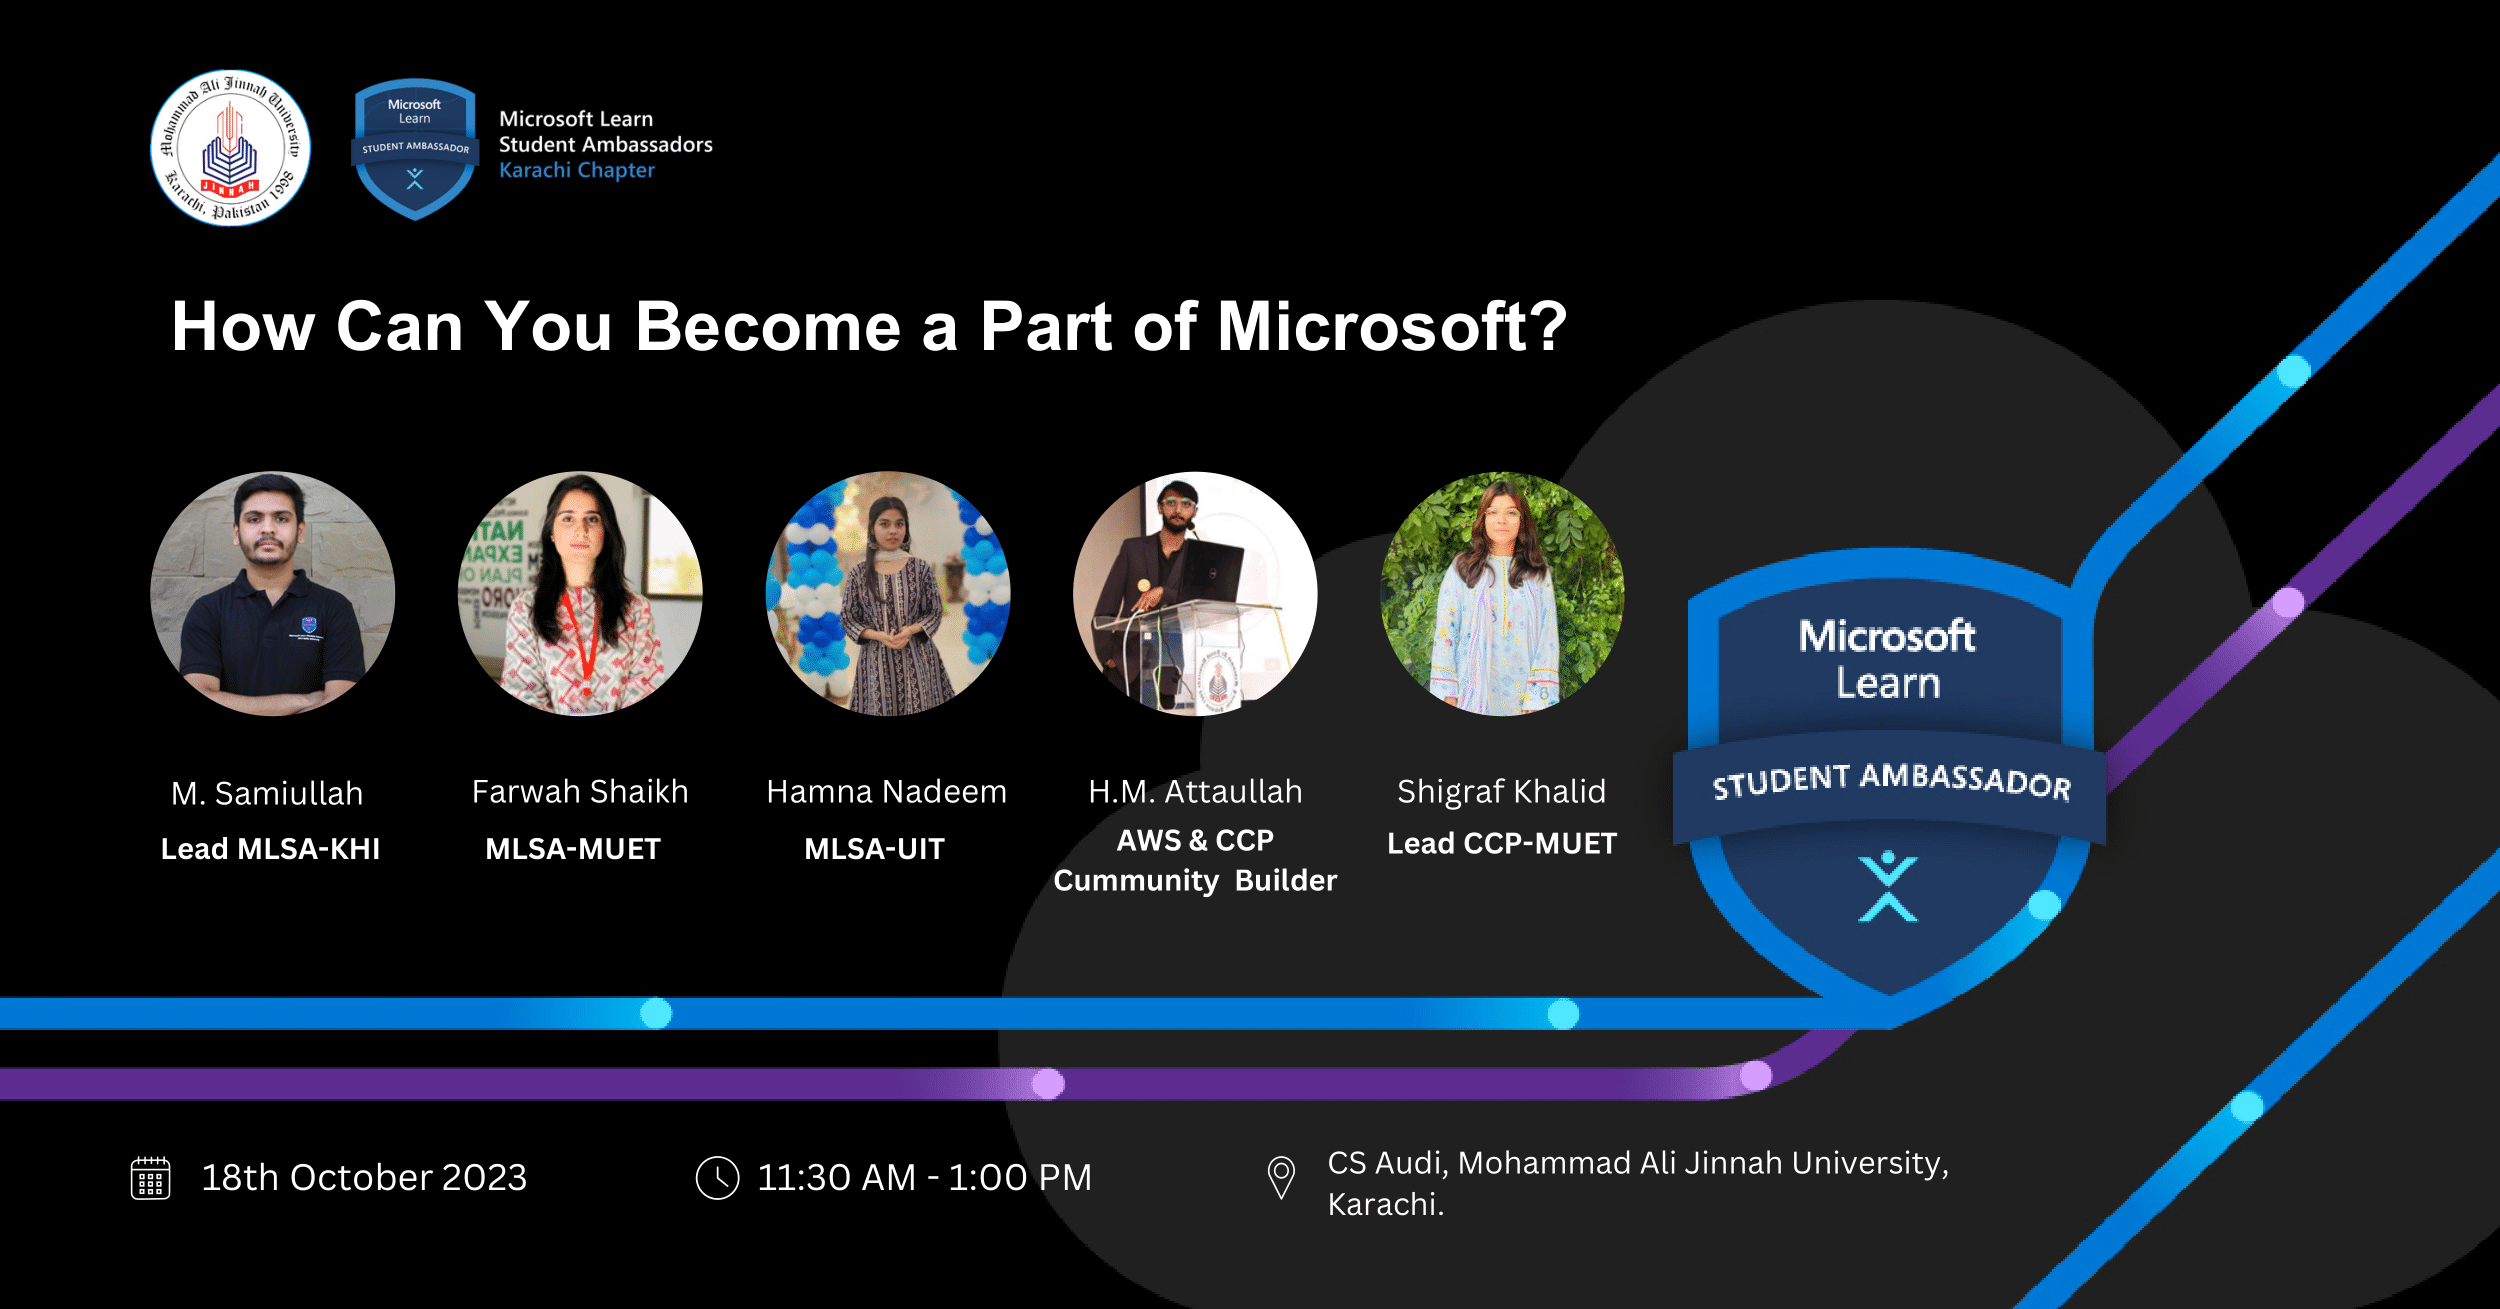 Mohammad Ali Jinnah University
JINNAH
Karachi, Pakistan 1998
Microsoft
Learn
STUDENT AMBASSADOR
Microsoft Learn
Student Ambassadors
Karachi Chapter
How Can You Become a Part of Microsoft?
NATI
EXPAN
PLAN O
M. Samiullah
Lead MLSA-KHI
Farwah Shaikh
MLSA-MUET
Hamna Nadeem
MLSA-UIT
H.M. Attaullah
AWS & CCP
Cummunity Builder
Shigraf Khalid
Lead CCP-MUET
Microsoft
Learn
STUDENT AMBASSADOR
18th October 2023
11:30 AM - 1:00 PM
CS Audi, Mohammad Ali Jinnah University,
Karachi.